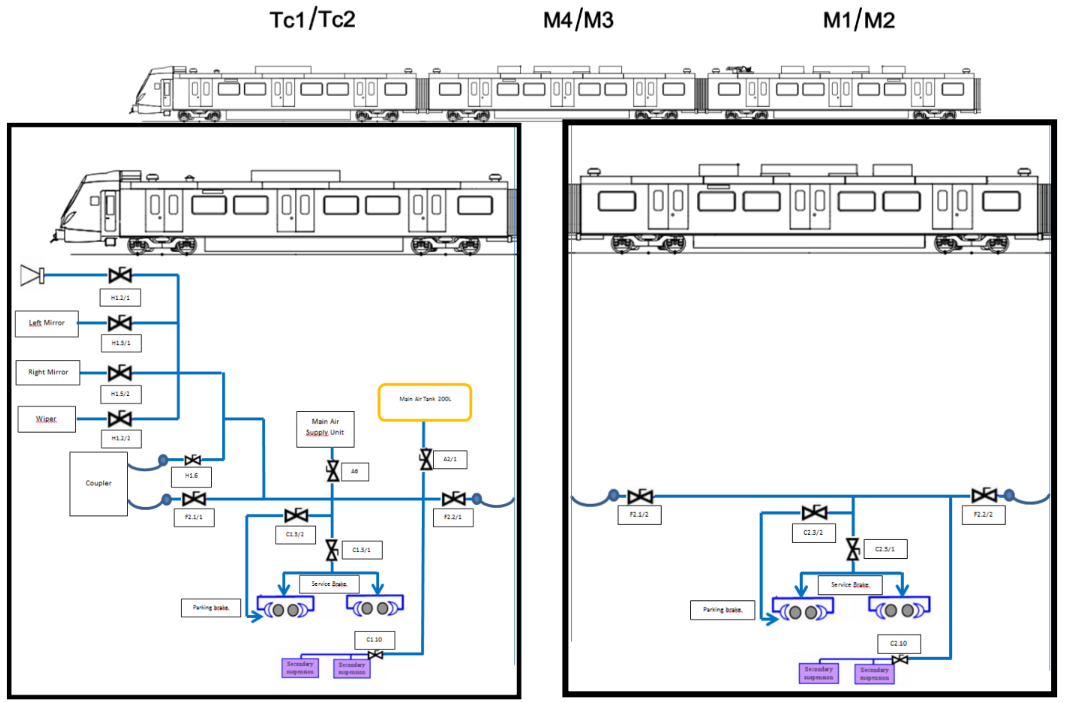 Tc1/Tc2
M4/M3
M1/M2
H1.2/1
Left Mirror
H1.5/1
Right Mirror
H1.5/2
Wiper
H1.2/2
Main Air
Supply Unit
Main Air Tank 200L
A6
A2/1
Coupler
H1.6
F2.1/1
F2.2/1
C1.3/2
C1.3/1
Service Brake.
Parking brake.
C1.10
Secondary
suspension
Secondary
suspension
F2.1/2
F2.2/2
C2.3/2
C2.3/1
Service Brake.
Parking brake.
C2.10
Secondary
suspension
Secondary
suspension